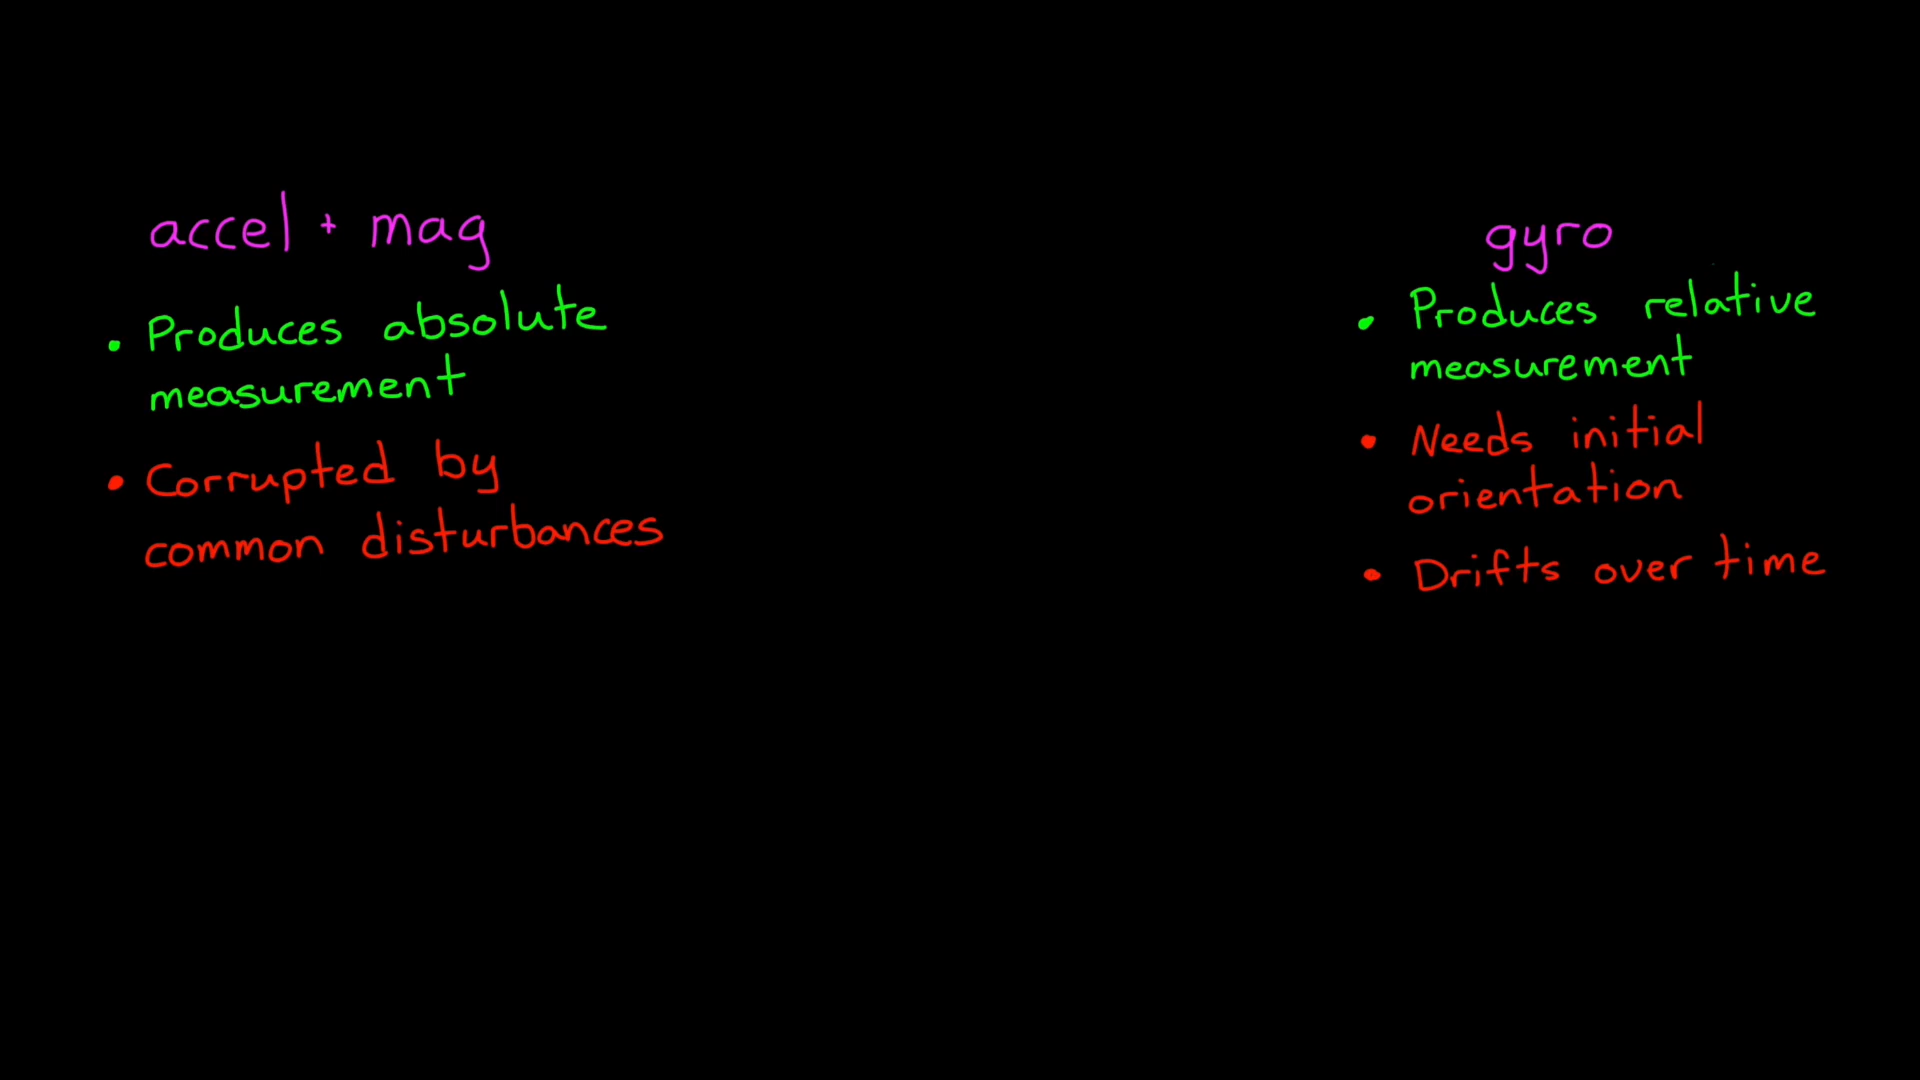 accel + mag
• Produces absolute
measurement
• Corrupted by
common disturbances
gyro
• Produces relative
measurement
• Needs initial
orientation
• Drifts over time